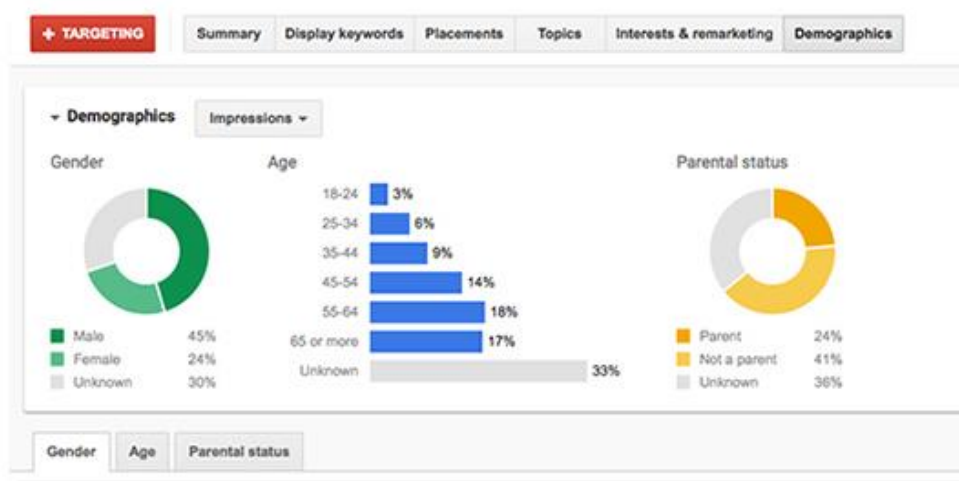 + TARGETING Summary Display keywords Placements Topics Interests & remarketing Demographics
Demographics Impressions
Gender
Male 45%
Female 24%
Unknown 30%
Age
18-24 3%
25-34 6%
35-44 9%
45-54 14%
55-64 18%
65 or more 17%
Unknown 33%
Parental status
Parent 24%
Not a parent 41%
Unknown 36%
Gender Age Parental status